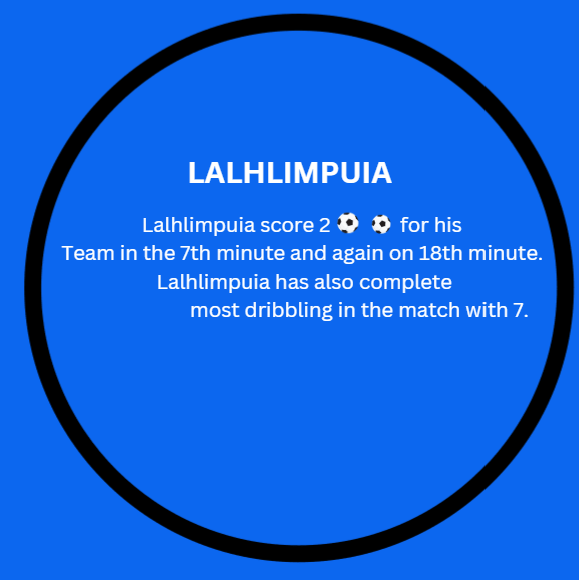 LALHLIMPUIA
Lalhlimpuia score 2 ⚽ ⚽ for his
Team in the 7th minute and again on 18th minute.
Lalhlimpuia has also complete
most dribbling in the match with 7.